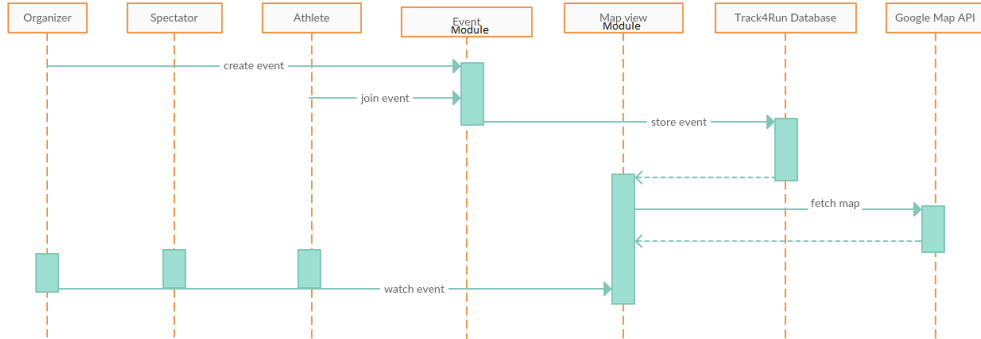 Organizer
Spectator
Athlete
Event
Module
Map view
Module
Track4Run Database
Google Map API
create event
join event
store event
fetch map
watch event